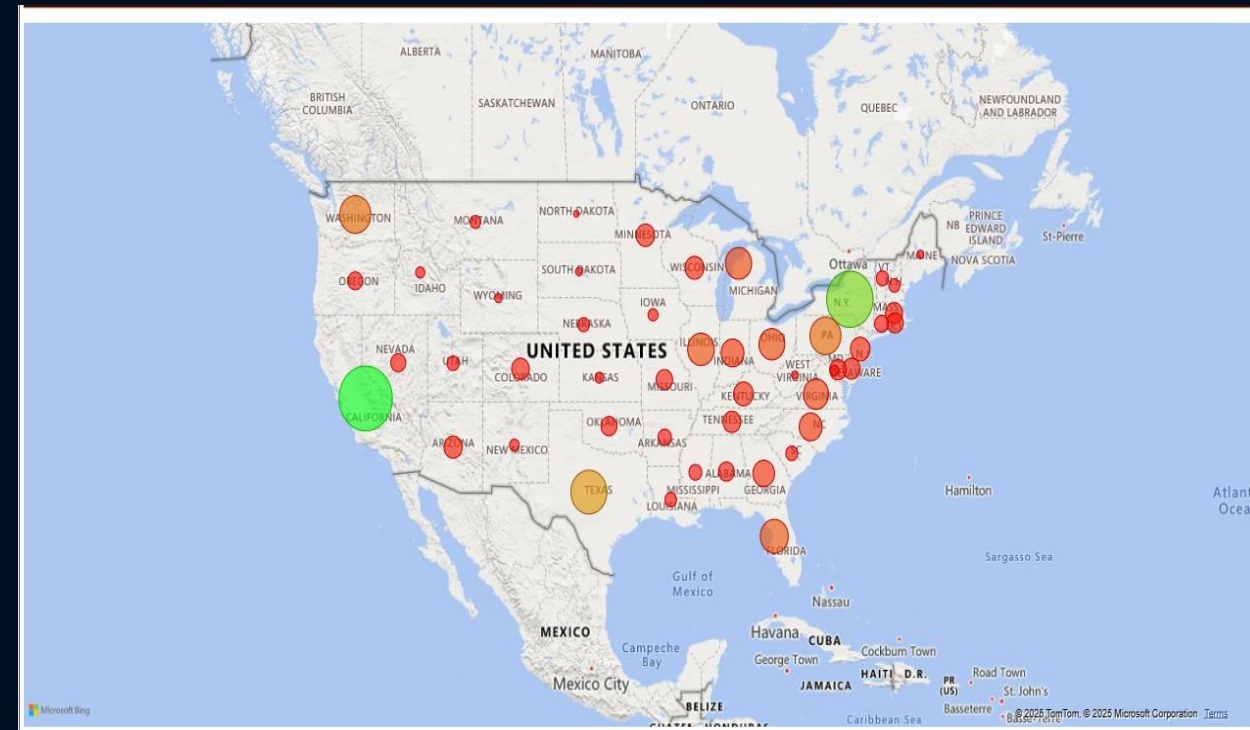 ALBERTA
MANITOBA
BRITISH
COLUMBIA
SASKATCHEWAN
ONTARIO
QUEBEC
NEWFOUNDLAND
AND LABRADOR
WASHINGTON
MONTANA
NORTH DAKOTA
MINNESOTA
NB
PRINCE
EDWARD
ISLAND
St-Pierre
OREGON
IDAHO
SOUTH DAKOTA
WISCONSIN
MICHIGAN
Ottawa
VT
N.H.
MAINE
NOVA SCOTIA
WYOMING
IOWA
N.Y.
MASS
NEBRASKA
NEVADA
UTAH
COLORADO
UNITED STATES
KANSAS
MISSOURI
ILLINOIS
INDIANA
OHIO
PA
N.J.
WEST
VIRGINIA
MD
DELAWARE
KENTUCKY
VIRGINIA
CALIFORNIA
ARIZONA
NEW MEXICO
OKLAHOMA
ARKANSAS
TENNESSEE
NC
SC
TEXAS
MISSISSIPPI
ALABAMA
GEORGIA
LOUISIANA
FLORIDA
Hamilton
Atlant
Ocea
Sargasso Sea
Gulf of
Mexico
Nassau
MEXICO
Havana
CUBA
Campeche
Bay
George Town
Cockburn Town
Mexico City
JAMAICA
HAITI
D.R.
PR
(US)
Road Town
St. John's
BELIZE
Basseterre
Basse-Terre
Caribbean Sea
HONDURAS
Microsoft Bing
© 2025 TomTom, © 2025 Microsoft Corporation Terms